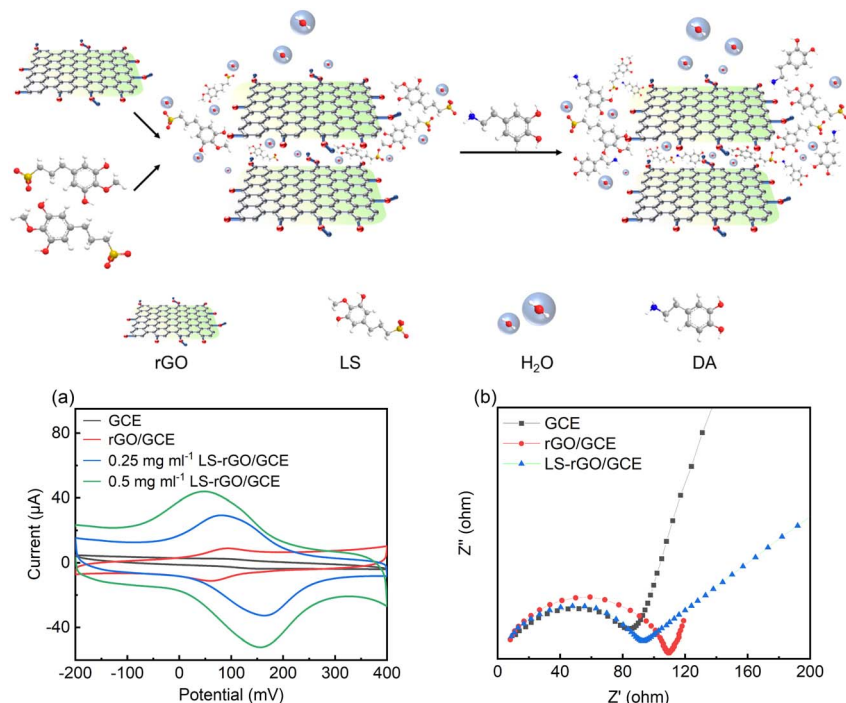 rGO LS H₂O DA
(a)
GCE
rGO/GCE
0.25 mg ml⁻¹ LS-rGO/GCE
0.5 mg ml⁻¹ LS-rGO/GCE
80
40
0
-40
Current (µA)
-200 -100 0 100 200 300 400
Potential (mV)
(b)
GCE
rGO/GCE
LS-rGO/GCE
Z'' (ohm)
0 40 80 120 160 200
Z' (ohm)